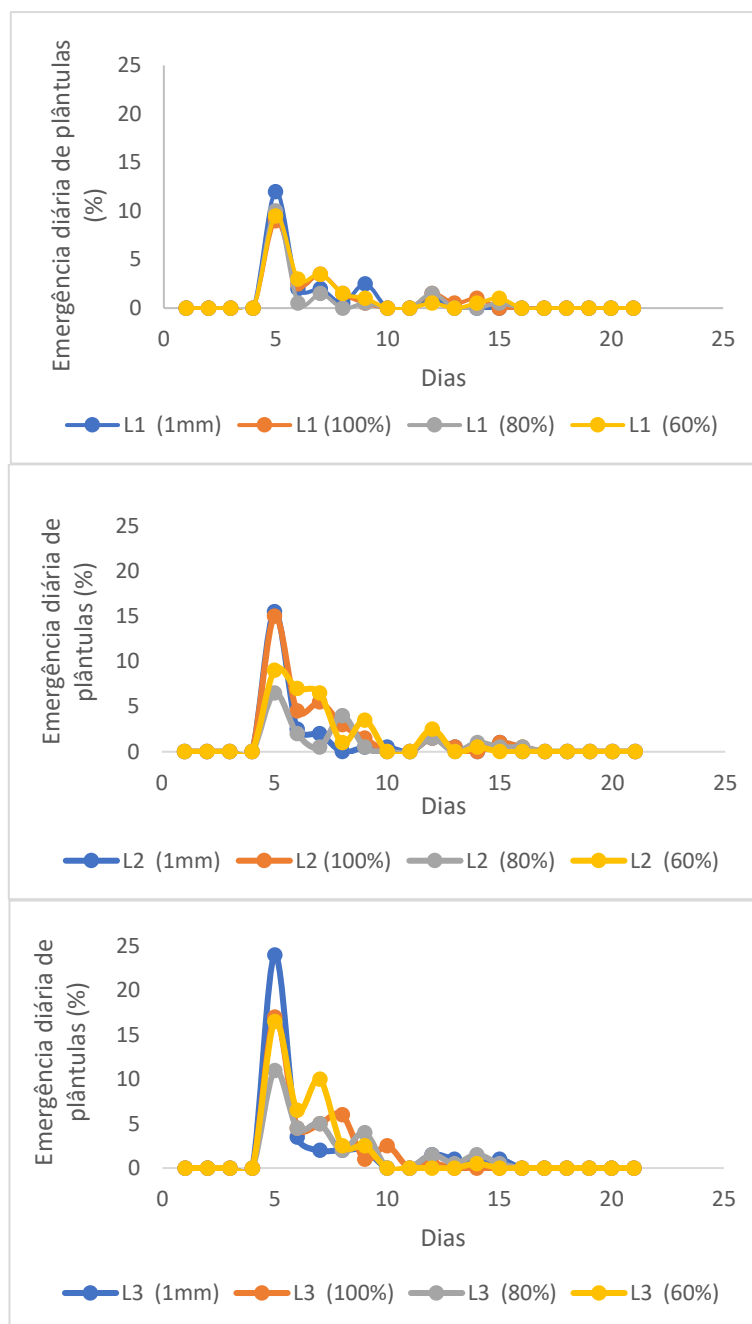 Emergência diária de plântulas
(%)
25
20
15
10
5
0
0 5 10 15 20 25
Dias
L1 (1mm) L1 (100%) L1 (80%) L1 (60%)
Emergência diária de
plântulas (%)
25
20
15
10
5
0
0 5 10 15 20 25
Dias
L2 (1mm) L2 (100%) L2 (80%) L2 (60%)
Emergência diária de
plântulas (%)
25
20
15
10
5
0
0 5 10 15 20 25
Dias
L3 (1mm) L3 (100%) L3 (80%) L3 (60%)